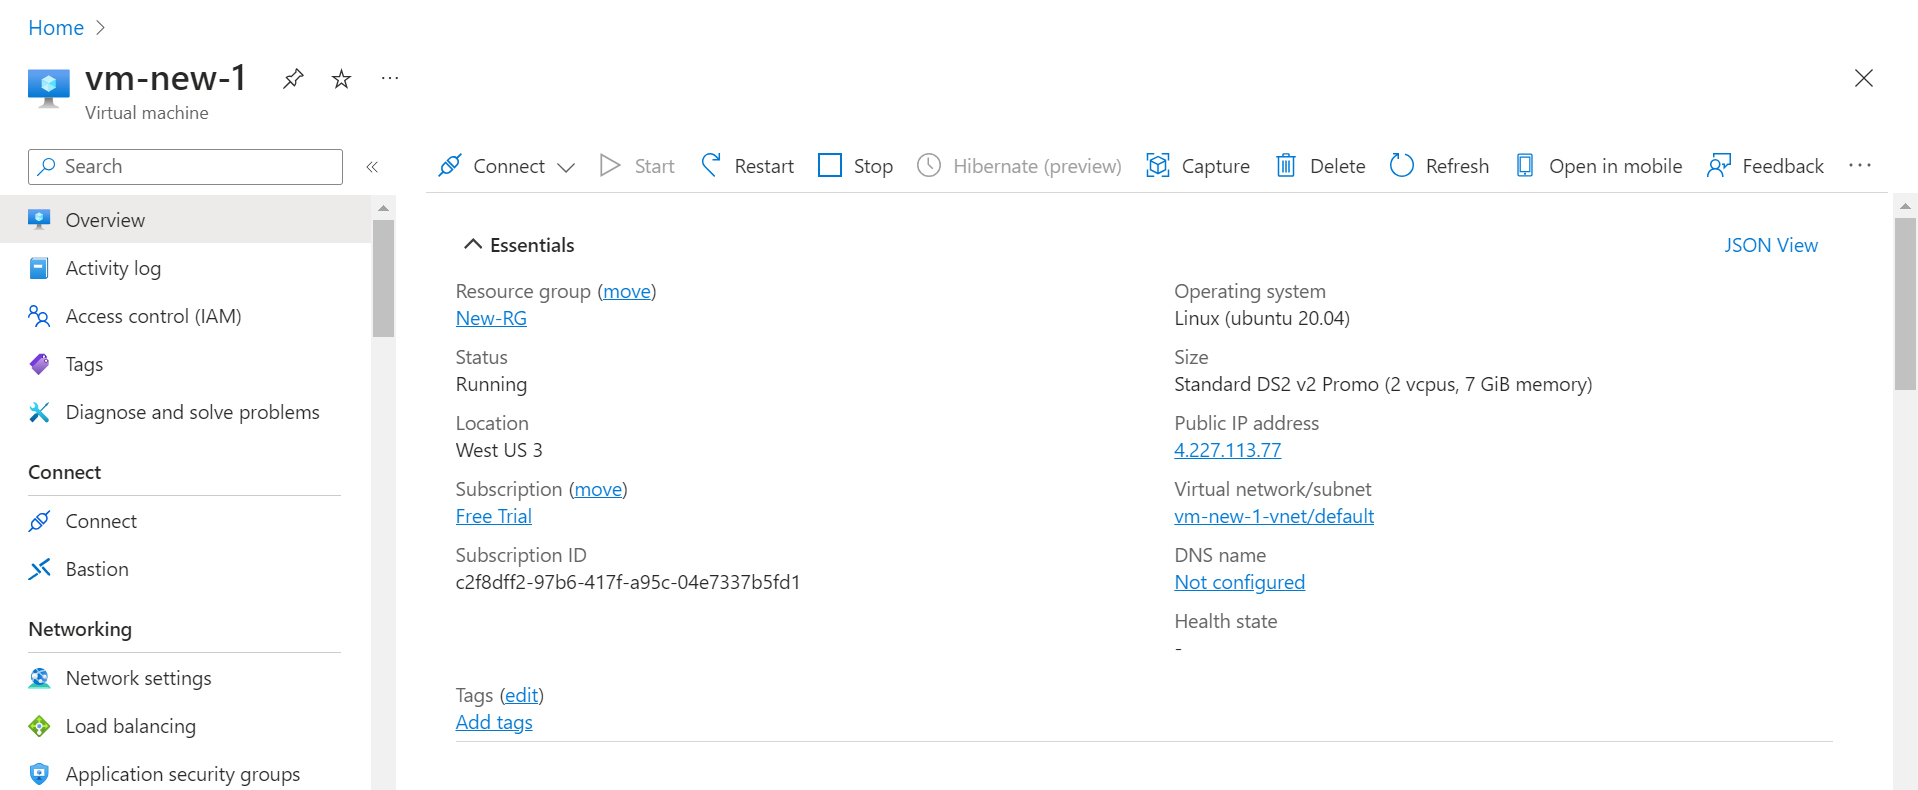 Home
vm-new-1
Virtual machine
Search
Connect
Start
Restart
Stop
Hibernate (preview)
Capture
Delete
Refresh
Open in mobile
Feedback
Overview
Activity log
Access control (IAM)
Tags
Diagnose and solve problems
Connect
Connect
Bastion
Networking
Network settings
Load balancing
Application security groups
Essentials
JSON View
Resource group (move)
New-RG
Status
Running
Location
West US 3
Subscription (move)
Free Trial
Subscription ID
c2f8dff2-97b6-417f-a95c-04e7337b5fd1
Operating system
Linux (ubuntu 20.04)
Size
Standard DS2 v2 Promo (2 vcpus, 7 GiB memory)
Public IP address
4.227.113.77
Virtual network/subnet
vm-new-1-vnet/default
DNS name
Not configured
Health state
-
Tags (edit)
Add tags